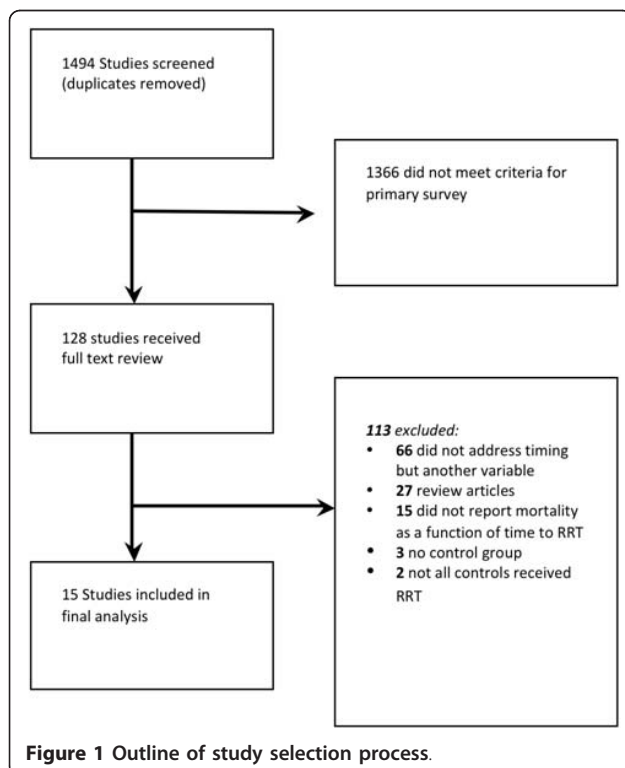 1494 Studies screened
(duplicates removed)
1366 did not meet criteria for
primary survey
128 studies received
full text review
113 excluded:
• 66 did not address timing
but another variable
• 27 review articles
• 15 did not report mortality
as a function of time to RRT
• 3 no control group
• 2 not all controls received
RRT
15 Studies included in
final analysis
Figure 1 Outline of study selection process.